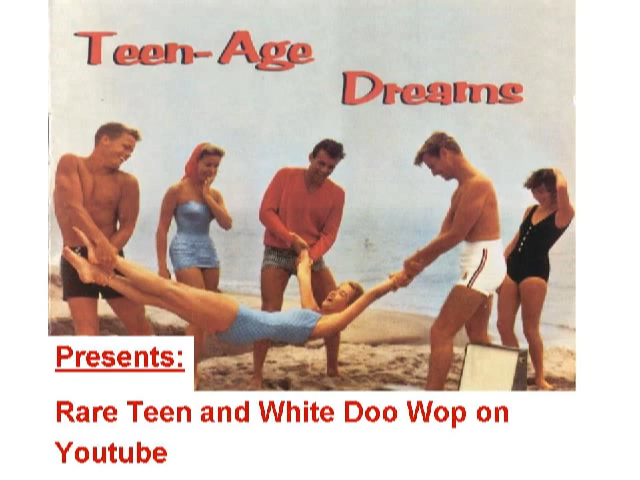 Teen-Age
Dreams
Presents:
Rare Teen and White Doo Wop on
Youtube